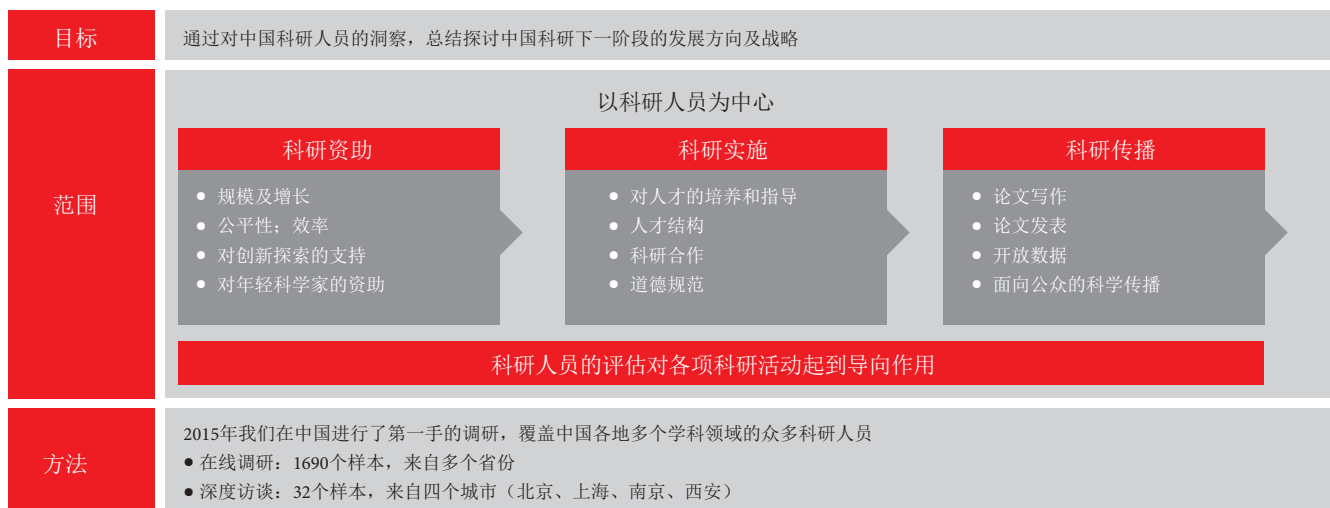 目标
通过对中国科研人员的洞察，总结探讨中国科研下一阶段的发展方向及战略
范围
以科研人员为中心
科研资助
● 规模及增长
● 公平性；效率
● 对创新探索的支持
● 对年轻科学家的资助
科研实施
● 对人才的培养和指导
● 人才结构
● 科研合作
● 道德规范
科研传播
● 论文写作
● 论文发表
● 开放数据
● 面向公众的科学传播
科研人员的评估对各项科研活动起到导向作用
方法
2015年我们在中国进行了第一手的调研，覆盖中国各地多个学科领域的众多科研人员
● 在线调研：1690个样本，来自多个省份
● 深度访谈：32个样本，来自四个城市（北京、上海、南京、西安）